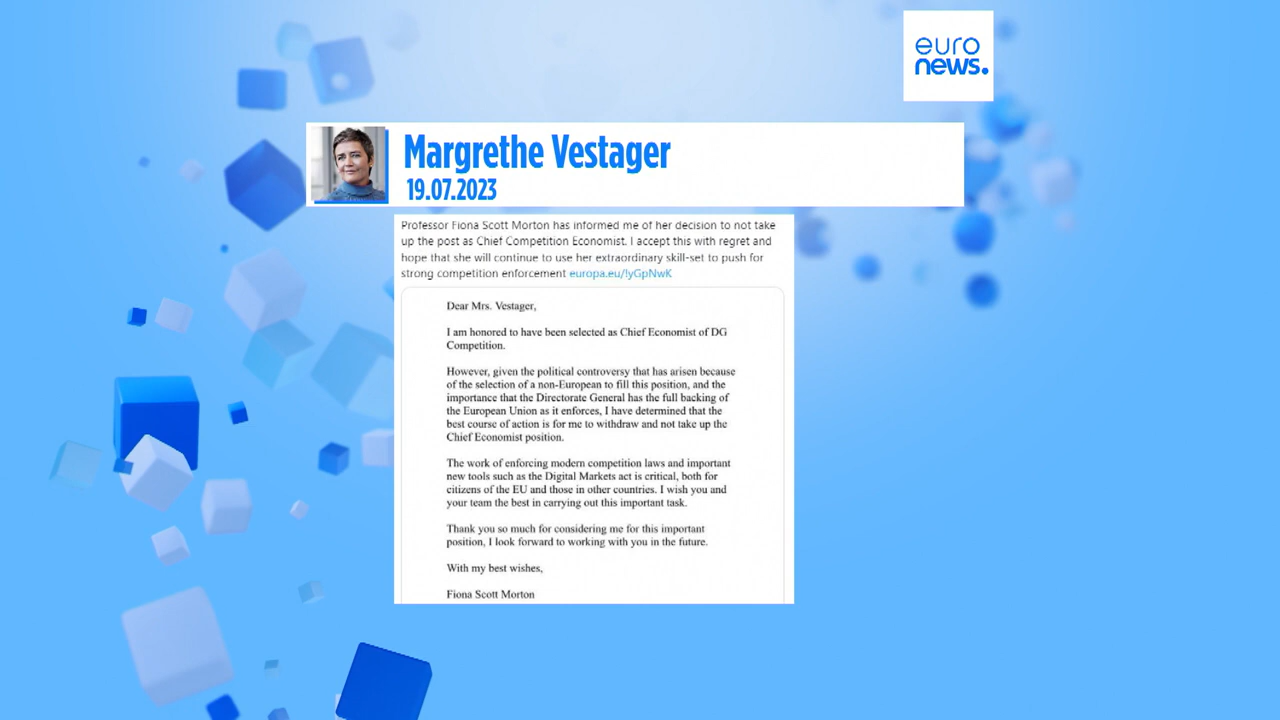 euro
news.
Margrethe Vestager
19.07.2023
Professor Fiona Scott Morton has informed me of her decision to not take
up the post as Chief Competition Economist. I accept this with regret and
hope that she will continue to use her extraordinary skill-set to push for
strong competition enforcement europa.eu/!yGpNwK
Dear Mrs. Vestager,
I am honored to have been selected as Chief Economist of DG
Competition.
However, given the political controversy that has arisen because
of the selection of a non-European to fill this position, and the
importance that the Directorate General has the full backing of
the European Union as it enforces, I have determined that the
best course of action is for me to withdraw and not take up the
Chief Economist position.
The work of enforcing modern competition laws and important
new tools such as the Digital Markets act is critical, both for
citizens of the EU and those in other countries. I wish you and
your team the best in carrying out this important task.
Thank you so much for considering me for this important
position, I look forward to working with you in the future.
With my best wishes,
Fiona Scott Morton